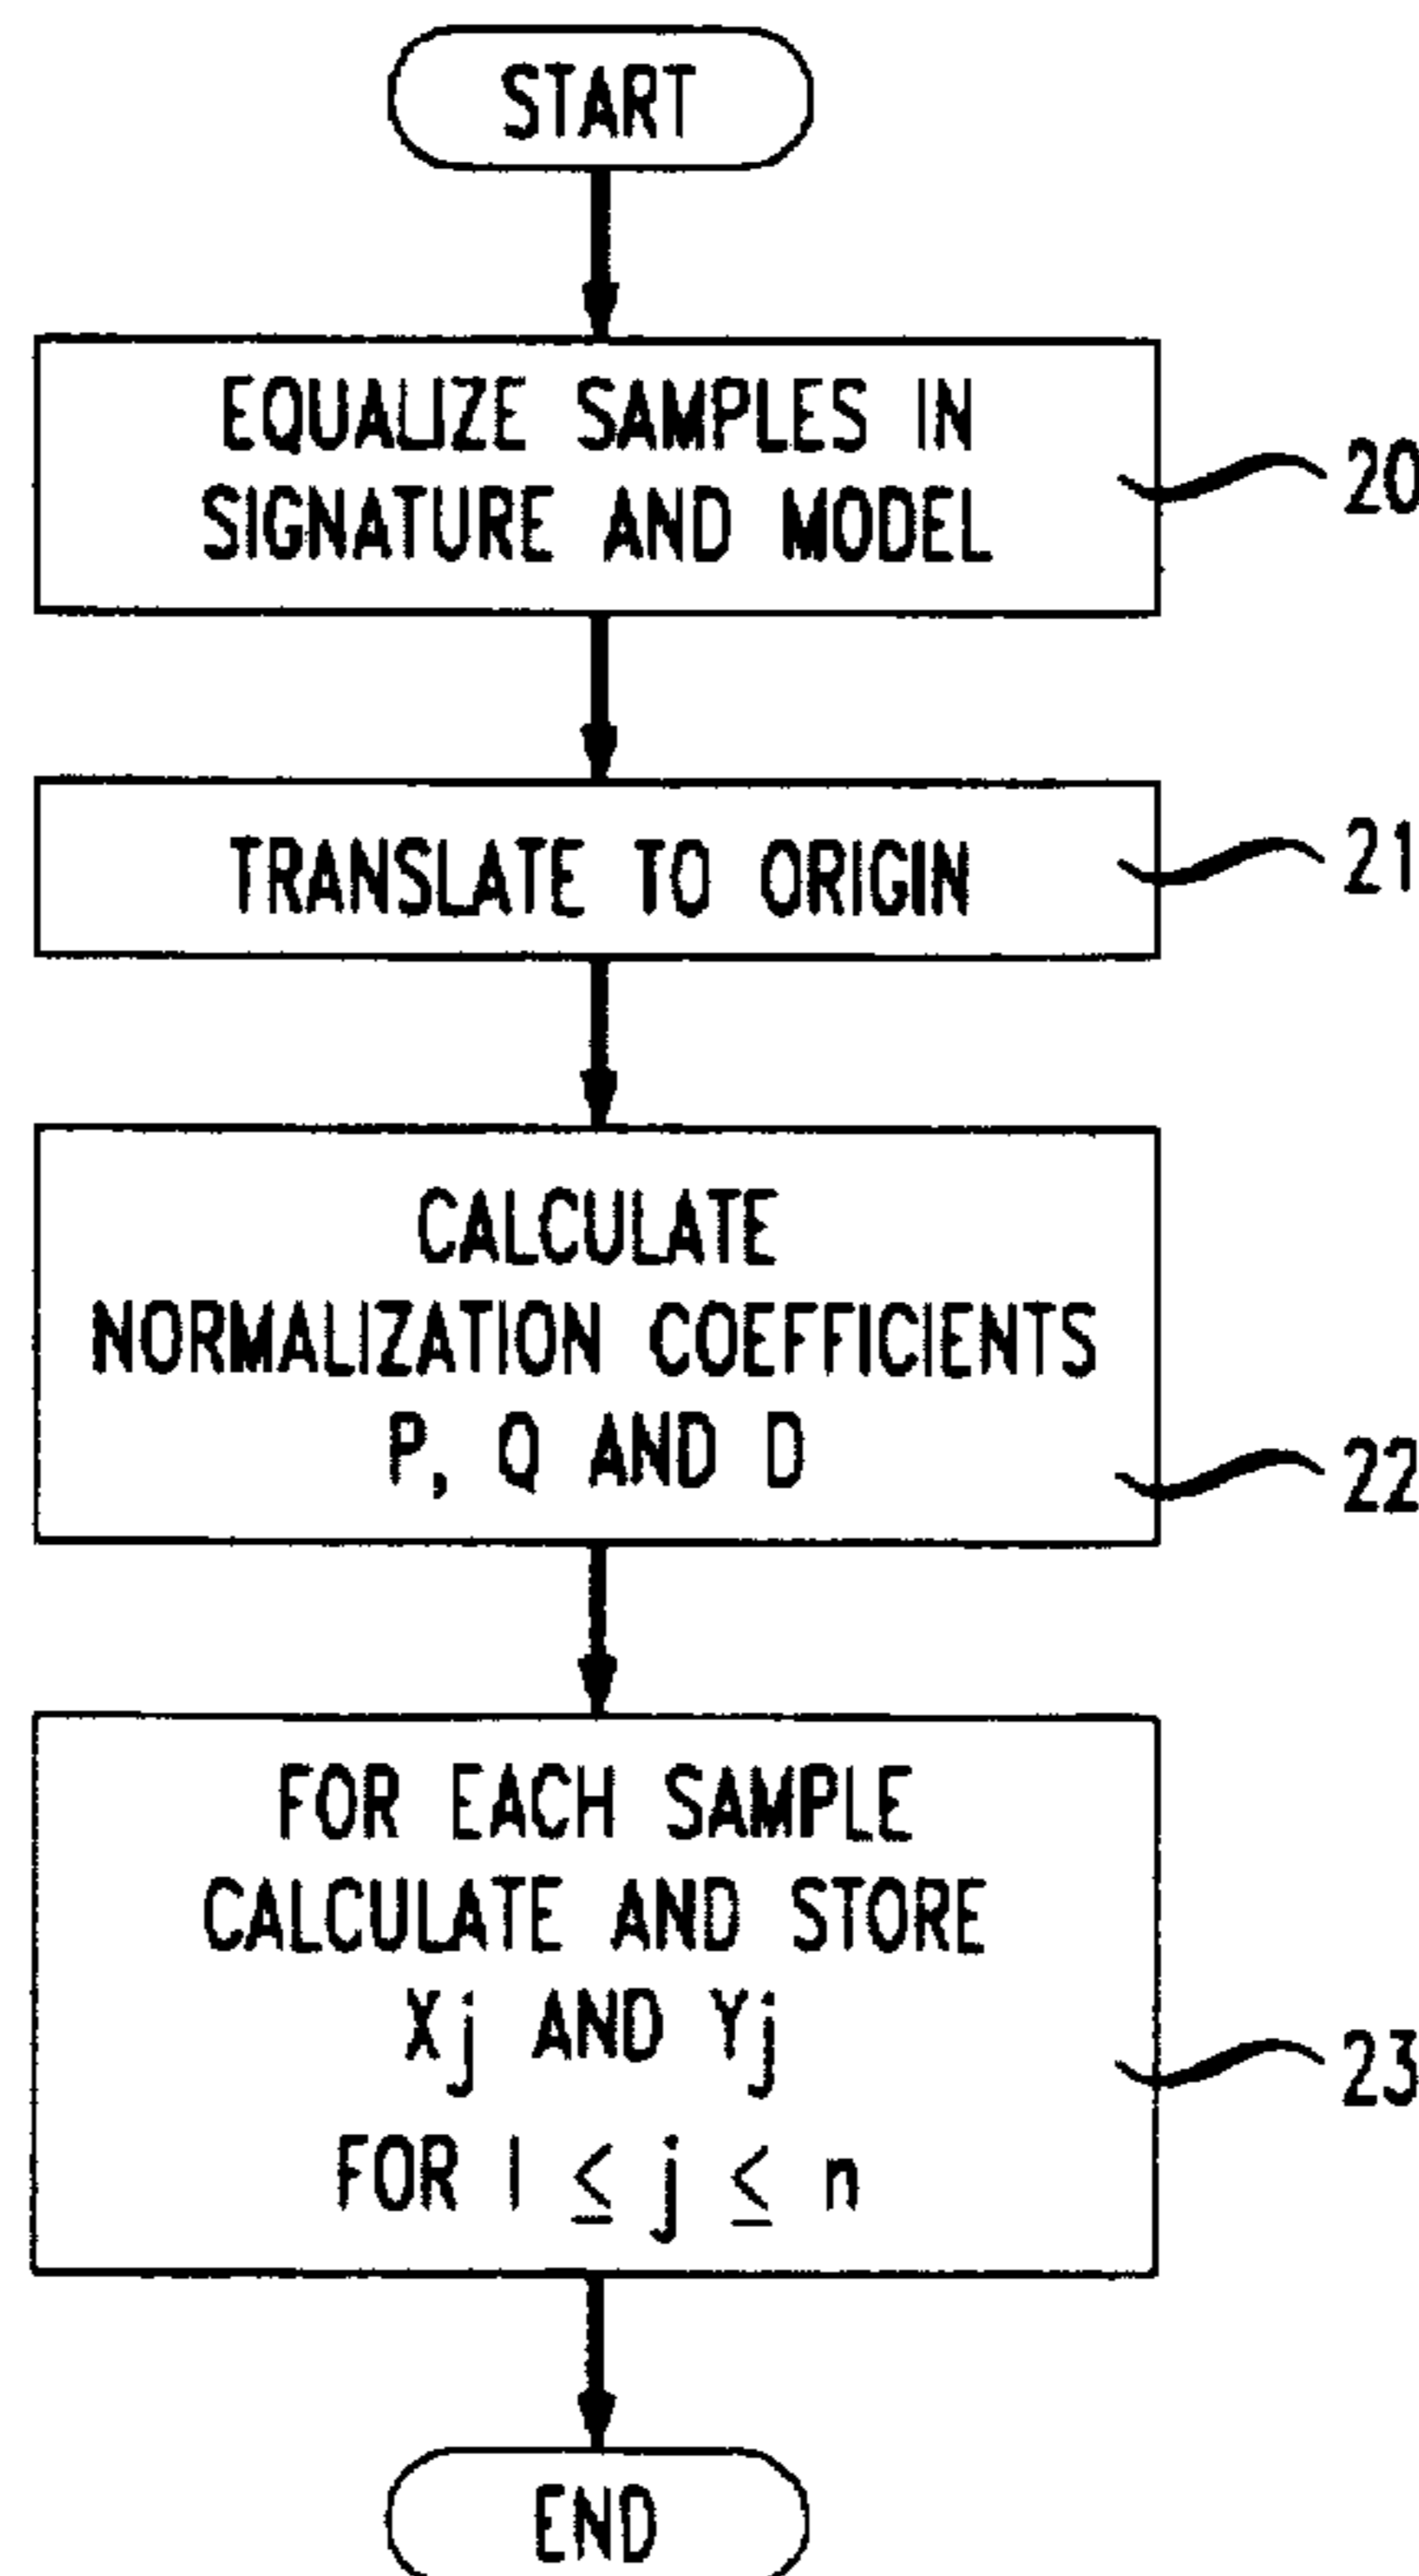 START
EQUALIZE SAMPLES IN
SIGNATURE AND MODEL
20
TRANSLATE TO ORIGIN
21
CALCULATE
NORMALIZATION COEFFICIENTS
P, Q AND D
22
FOR EACH SAMPLE
CALCULATE AND STORE
Xj AND Yj
FOR 1 ≤ j ≤ n
23
END